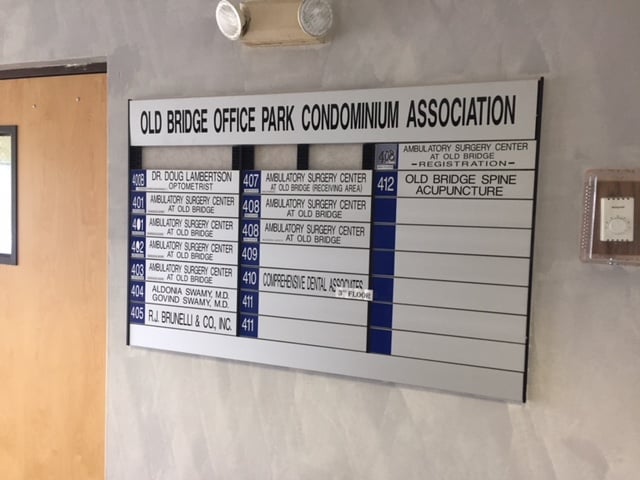 OLD BRIDGE OFFICE PARK CONDOMINIUM ASSOCIATION
400B DR. DOUG LAMBERTSON
OPTOMETRIST
401 AMBULATORY SURGERY CENTER
AT OLD BRIDGE
401 AMBULATORY SURGERY CENTER
AT OLD BRIDGE
402 AMBULATORY SURGERY CENTER
AT OLD BRIDGE
403 AMBULATORY SURGERY CENTER
AT OLD BRIDGE
404 ALDONIA SWAMY, M.D.
GOVIND SWAMY, M.D.
405 R.J. BRUNELLI & CO, INC.
407 AMBULATORY SURGERY CENTER
AT OLD BRIDGE (RECEIVING AREA)
408 AMBULATORY SURGERY CENTER
AT OLD BRIDGE
408 AMBULATORY SURGERY CENTER
AT OLD BRIDGE
409
410 COMPREHENSIVE DENTAL ASSOCIATES
3RD FLOOR
411
411
408 AMBULATORY SURGERY CENTER
AT OLD BRIDGE
-REGISTRATION-
412 OLD BRIDGE SPINE
ACUPUNCTURE